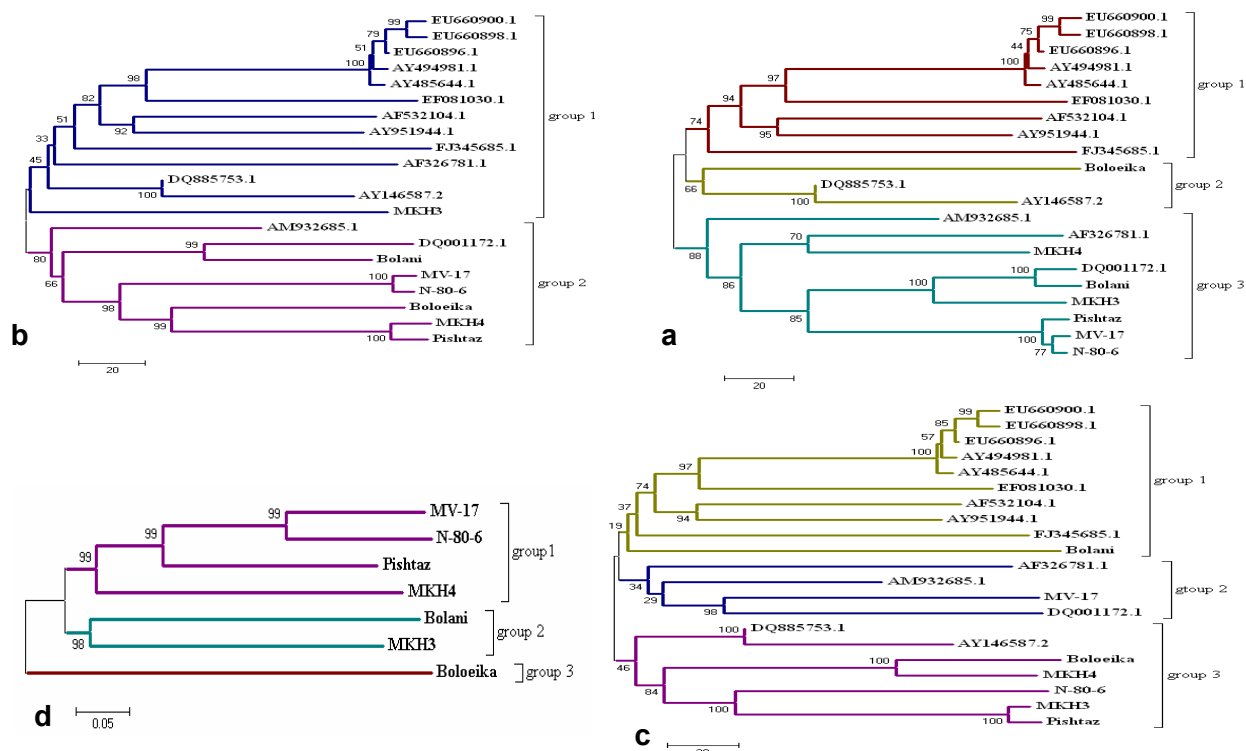 99
EU660900.1
79
EU660898.1
51
EU660896.1
100
AY494981.1
AY485644.1
98
EF081030.1
82
AF532104.1
92
AY951944.1
51
FJ345685.1
33
AF326781.1
45
DQ885753.1
100
AY146587.2
MKH3
group 1
AM932685.1
80
99
DQ001172.1
Bolani
66
100
MV-17
N-80-6
98
Boloeika
99
MKH4
100
Pishtaz
group 2
b
20
99
EU660900.1
75
EU660898.1
44
EU660896.1
100
AY494981.1
AY485644.1
97
EF081030.1
94
AF532104.1
95
AY951944.1
74
FJ345685.1
group 1
Boloeika
66
DQ885753.1
100
AY146587.2
group 2
AM932685.1
88
70
AF326781.1
MKH4
86
100
DQ001172.1
100
Bolani
MKH3
85
Pishtaz
100
MV-17
77
N-80-6
group 3
a
20
99
MV-17
99
N-80-6
99
Pishtaz
MKH4
group1
Bolani
98
MKH3
group 2
Boloeika
group 3
d
0.05
99
EU660900.1
85
EU660898.1
57
EU660896.1
100
AY494981.1
AY485644.1
97
EF081030.1
74
AF532104.1
94
AY951944.1
37
FJ345685.1
19
Bolani
group 1
AF326781.1
34
AM932685.1
29
MV-17
98
DQ001172.1
gtoup 2
100
DQ885753.1
AY146587.2
46
100
Boloeika
MKH4
84
N-80-6
100
MKH3
100
Pishtaz
group 3
c